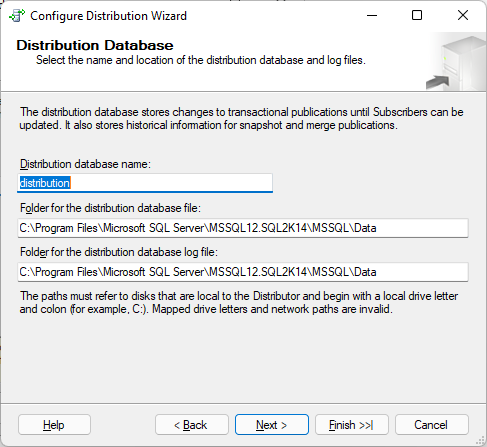 Configure Distribution Wizard
Distribution Database
Select the name and location of the distribution database and log files.
The distribution database stores changes to transactional publications until Subscribers can be
updated. It also stores historical information for snapshot and merge publications.
Distribution database name:
distribution
Folder for the distribution database file:
C:\Program Files\Microsoft SQL Server\MSSQL12.SQL2K14\MSSQL\Data
Folder for the distribution database log file:
C:\Program Files\Microsoft SQL Server\MSSQL12.SQL2K14\MSSQL\Data
The paths must refer to disks that are local to the Distributor and begin with a local drive letter
and colon (for example, C:). Mapped drive letters and network paths are invalid.
Help
< Back
Next >
Finish >>|
Cancel